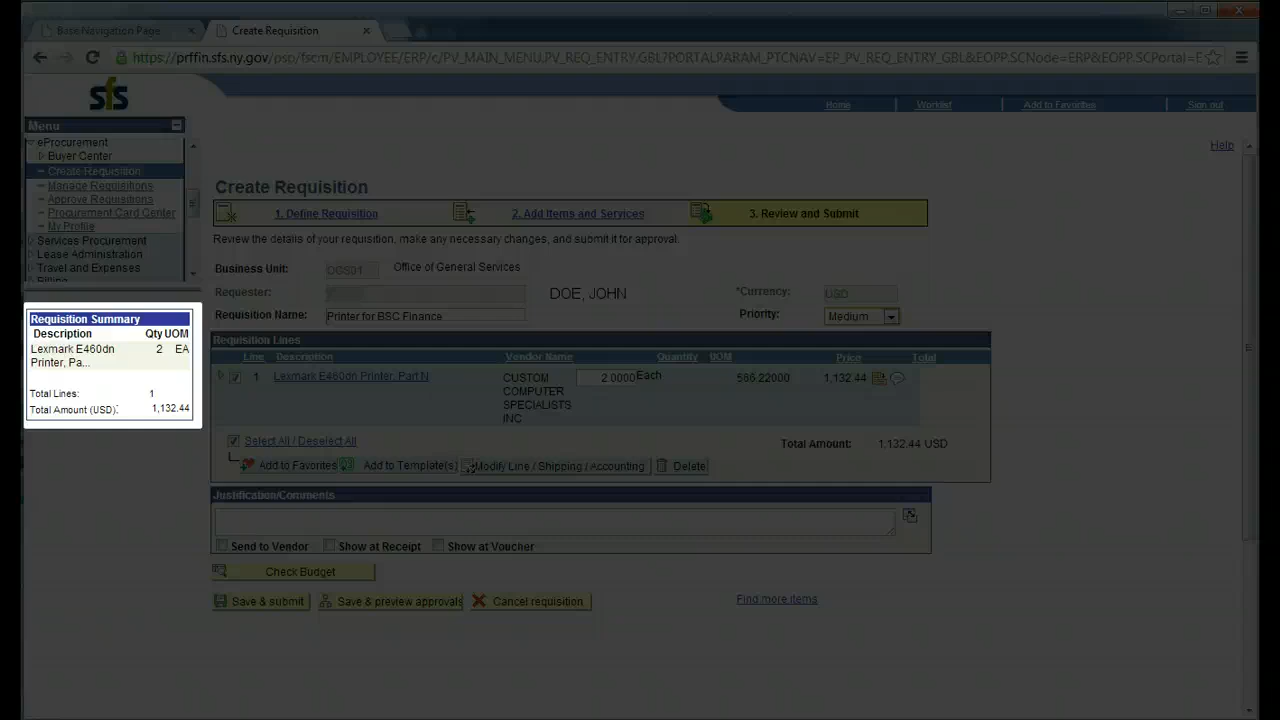 Base Navigation Page
Create Requisition
https://prffin.sfs.ny.gov/psp/fscm/EMPLOYEE/ERP/c/PV_MAIN_MENU.PV_REQ_ENTRY.GBL?PORTALPARAM_PTCNAV=EP_PV_REQ_ENTRY_GBL&EOPP.SCNode=ERP&EOPP.SCPortal=E
sfs
Home Worklist Add to Favorites Sign out
Menu
eProcurement
Buyer Center
Create Requisition
Manage Requisitions
Approve Requisitions
Procurement Card Center
My Profile
Services Procurement
Lease Administration
Travel and Expenses
Billing
Help
Create Requisition
1. Define Requisition 2. Add Items and Services 3. Review and Submit
Review the details of your requisition, make any necessary changes, and submit it for approval.
Business Unit: OGS01 Office of General Services
Requester: DOE, JOHN *Currency: USD
Requisition Name: Printer for BSC Finance Priority: Medium
Requisition Summary
Description Qty UOM
Lexmark E460dn 2 EA
Printer, Pa...
Total Lines: 1
Total Amount (USD): 1,132.44
Requisition Lines
Line Description Vendor Name Quantity UOM Price Total
1 Lexmark E460dn Printer, Part N CUSTOM 2.0000 Each 566.22000 1,132.44
COMPUTER
SPECIALISTS
INC
Select All / Deselect All Total Amount: 1,132.44 USD
Add to Favorites Add to Template(s) Modify Line / Shipping / Accounting Delete
Justification/Comments
Send to Vendor Show at Receipt Show at Voucher
Check Budget
Save & submit Save & preview approvals Cancel requisition Find more items